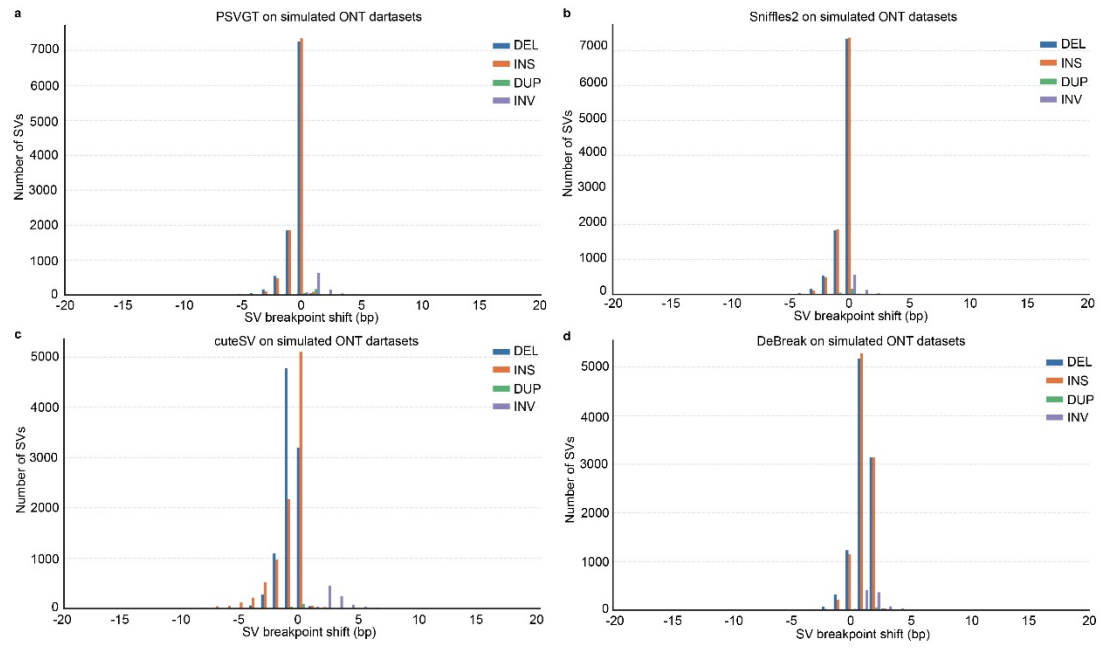 a
PSVGT on simulated ONT dartasets
Number of SVs
7000
6000
5000
4000
3000
2000
1000
0
-20 -15 -10 -5 0 5 10 15 20
SV breakpoint shift (bp)
DEL
INS
DUP
INV
b
Sniffles2 on simulated ONT datasets
Number of SVs
7000
6000
5000
4000
3000
2000
1000
0
-20 -15 -10 -5 0 5 10 15 20
SV breakpoint shift (bp)
DEL
INS
DUP
INV
c
cuteSV on simulated ONT dartasets
Number of SVs
5000
4000
3000
2000
1000
0
-20 -15 -10 -5 0 5 10 15 20
SV breakpoint shift (bp)
DEL
INS
DUP
INV
d
DeBreak on simulated ONT datasets
Number of SVs
5000
4000
3000
2000
1000
0
-20 -15 -10 -5 0 5 10 15 20
SV breakpoint shift (bp)
DEL
INS
DUP
INV